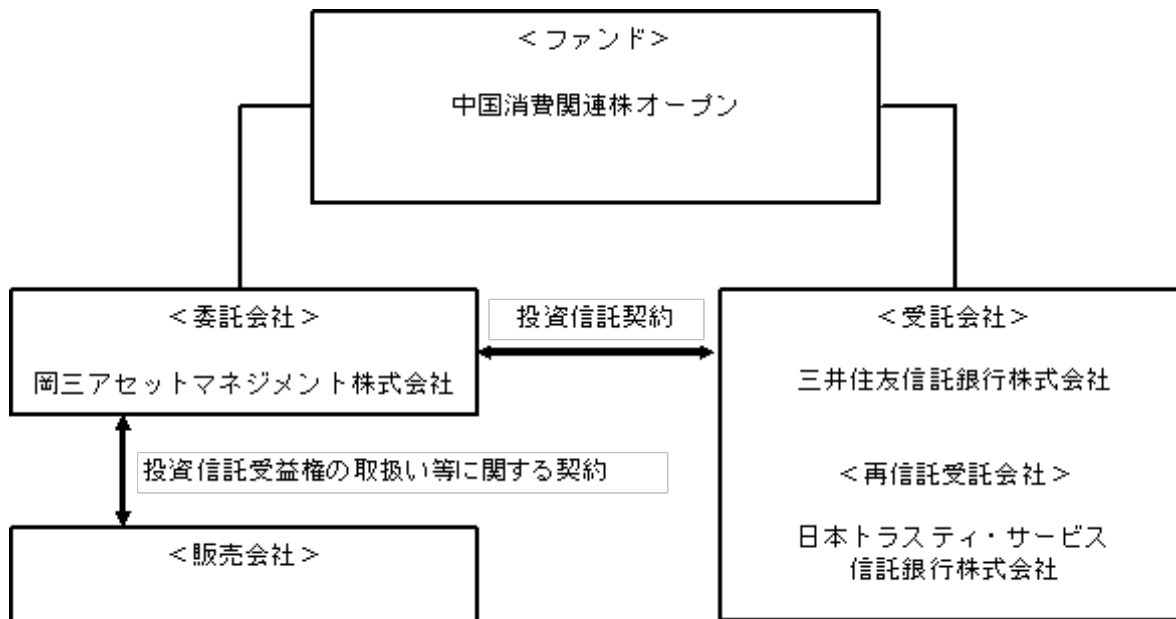 ＜ファンド＞
中国消費関連株オープン
＜委託会社＞
岡三アセットマネジメント株式会社
投資信託契約
＜受託会社＞
三井住友信託銀行株式会社
＜再信託受託会社＞
日本トラスティ・サービス
信託銀行株式会社
投資信託受益権の取扱い等に関する契約
＜販売会社＞